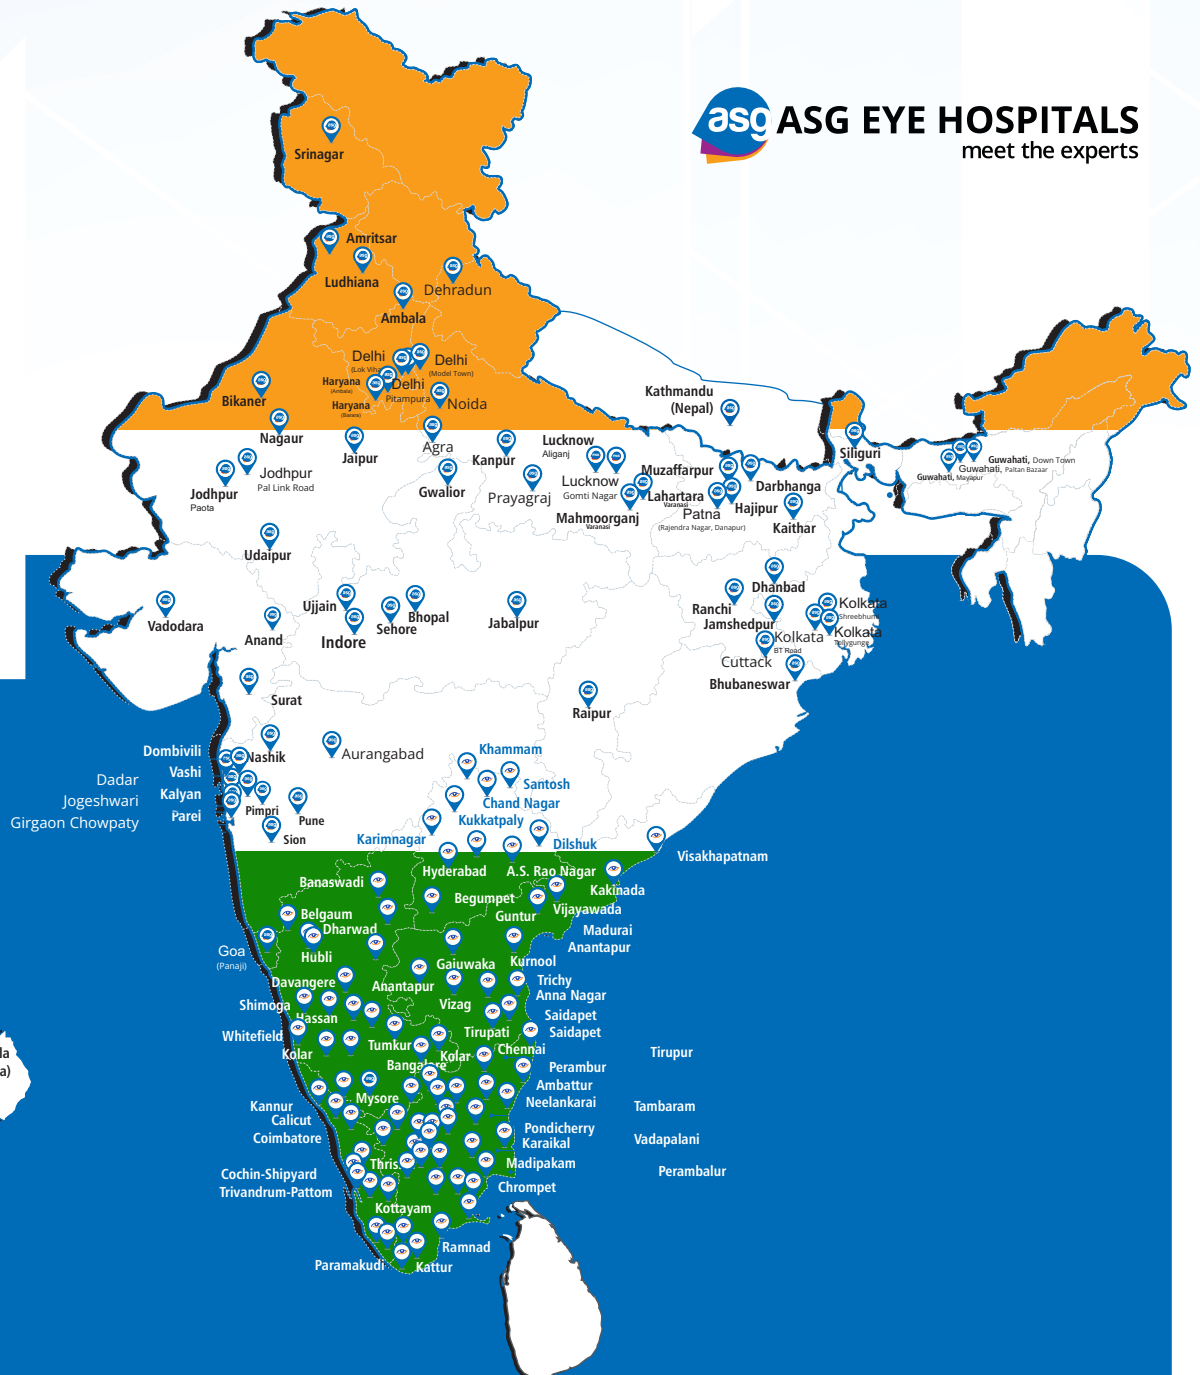 asg ASG EYE HOSPITALS
meet the experts
Srinagar
Amritsar
Ludhiana
Dehradun
Ambala
Delhi
Delhi
(Model Town)
Haryana
(Ambala)
Delhi
Pitampura
Haryana
(Barara)
Noida
Bikaner
Nagaur
Kathmandu
(Nepal)
Jaipur
Agra
Kanpur
Lucknow
Aliganj
Siliguri
Guwahati, Down Town
Guwahati, Paltan Bazaar
Guwahati, Mayapur
Jodhpur
Pal Link Road
Jodhpur
Paota
Gwalior
Prayagraj
Lucknow
Gomti Nagar
Muzaffarpur
Darbhanga
Lahartara
Varanasi
Hajipur
Mahmoorganj
Varanasi
Patna
(Rajendra Nagar, Danapur)
Kaithar
Udaipur
Dhanbad
Ujjain
Bhopal
Sehore
Indore
Jabalpur
Ranchi
Jamshedpur
Kolkata
Shreebhumi
Kolkata
Tollygunge
Kolkata
BT Road
Vadodara
Anand
Cuttack
Bhubaneswar
Surat
Raipur
Nashik
Aurangabad
Dombivili
Vashi
Dadar
Kalyan
Jogeshwari
Parei
Girgaon Chowpaty
Pimpri
Pune
Sion
Khammam
Santosh
Chand Nagar
Kukkatpaly
Karimnagar
Dilshuk
Visakhapatnam
Hyderabad
A.S. Rao Nagar
Banaswadi
Kakinada
Begumpet
Vijayawada
Guntur
Belgaum
Dharwad
Madurai
Anantapur
Goa
(Panaji)
Hubli
Gajuwaka
Kurnool
Davangere
Anantapur
Trichy
Anna Nagar
Shimoga
Vizag
Hassan
Saidapet
Whitefield
Tirupati
Saidapet
Kolar
Tumkur
Kolar
Chennai
Tirupur
Bangalore
Perambur
Ambattur
Mysore
Neelankarai
Kannur
Tambaram
Calicut
Pondicherry
Coimbatore
Karaikal
Vadapalani
Thris
Madipakam
Cochin-Shipyard
Perambalur
Trivandrum-Pattom
Chrompet
Kottayam
Ramnad
Paramakudi
Kattur